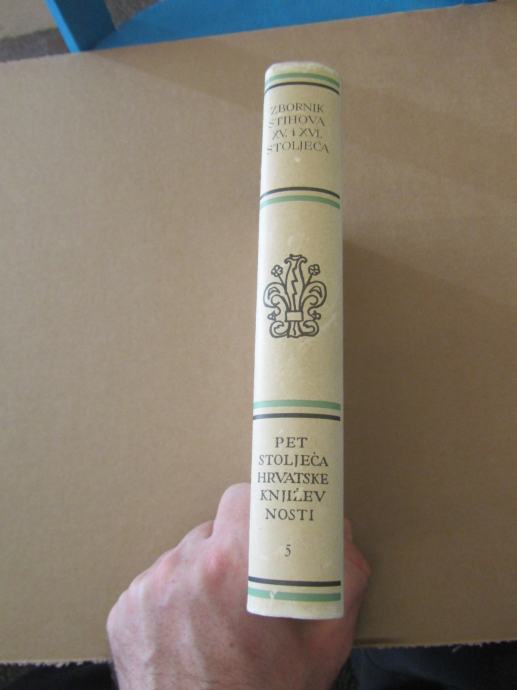 ZBORNIK
STIHOVA
XV. i XVI.
STOLJEĆA
PET
STOLJEĆA
HRVATSKE
KNJIŽEV
NOSTI
5